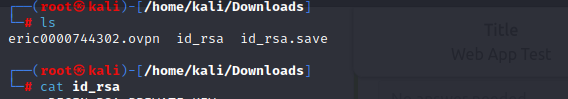 ┌──(root㉿kali)-[/home/kali/Downloads]
└─# ls
eric0000744302.ovpn  id_rsa  id_rsa.save
┌──(root㉿kali)-[/home/kali/Downloads]
└─# cat id_rsa
Title
Web App Test